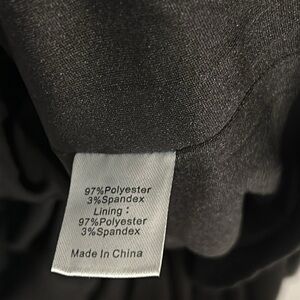 97%Polyester
3%Spandex
Lining :
97%Polyester
3%Spandex
Made In China